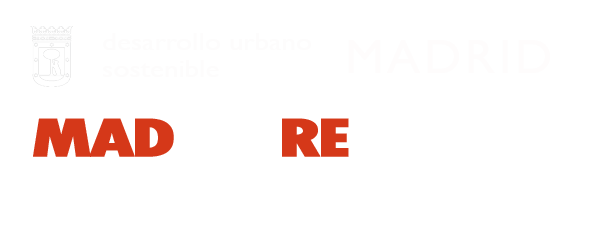 desarrollo urbano
sostenible
MADRID
MAD RE